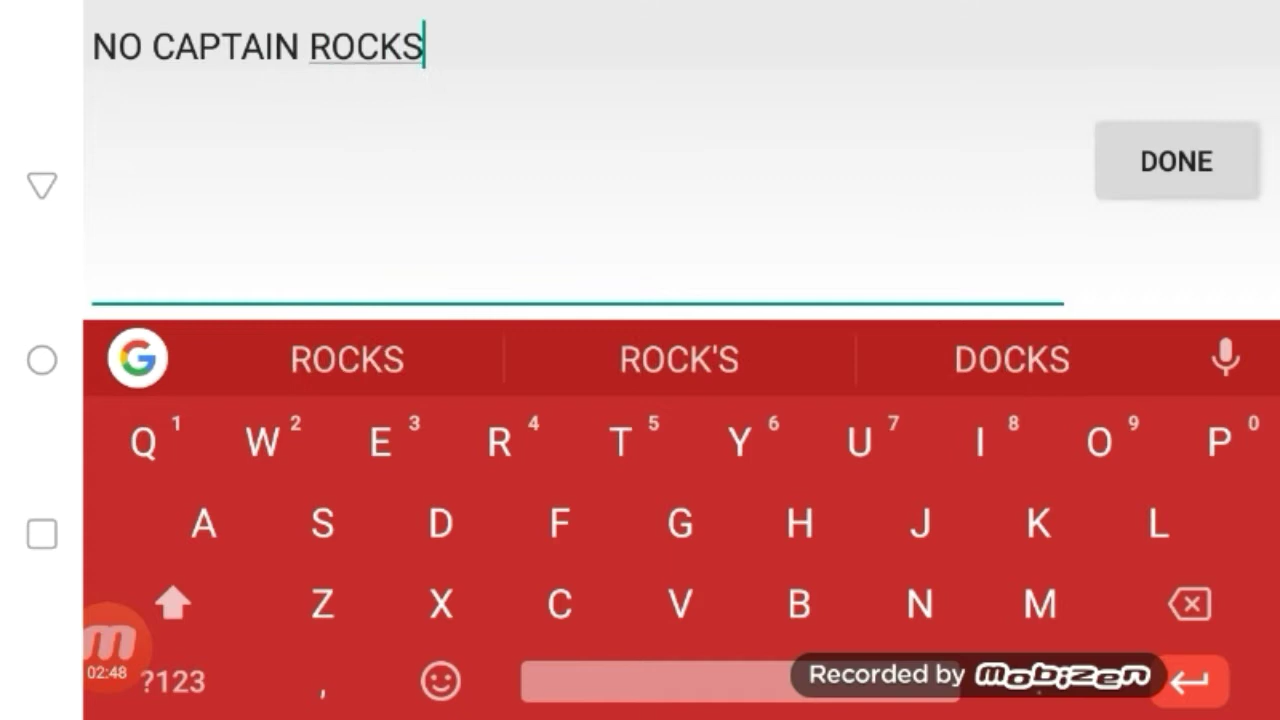 NO CAPTAIN ROCKS
DONE
G ROCKS ROCK'S DOCKS
Q 1 W 2 E 3 R 4 T 5 Y 6 U 7 I 8 O 9 P 0
A S D F G H J K L
Z X C V B N M
m
02:48
?123 , Recorded by mobizen